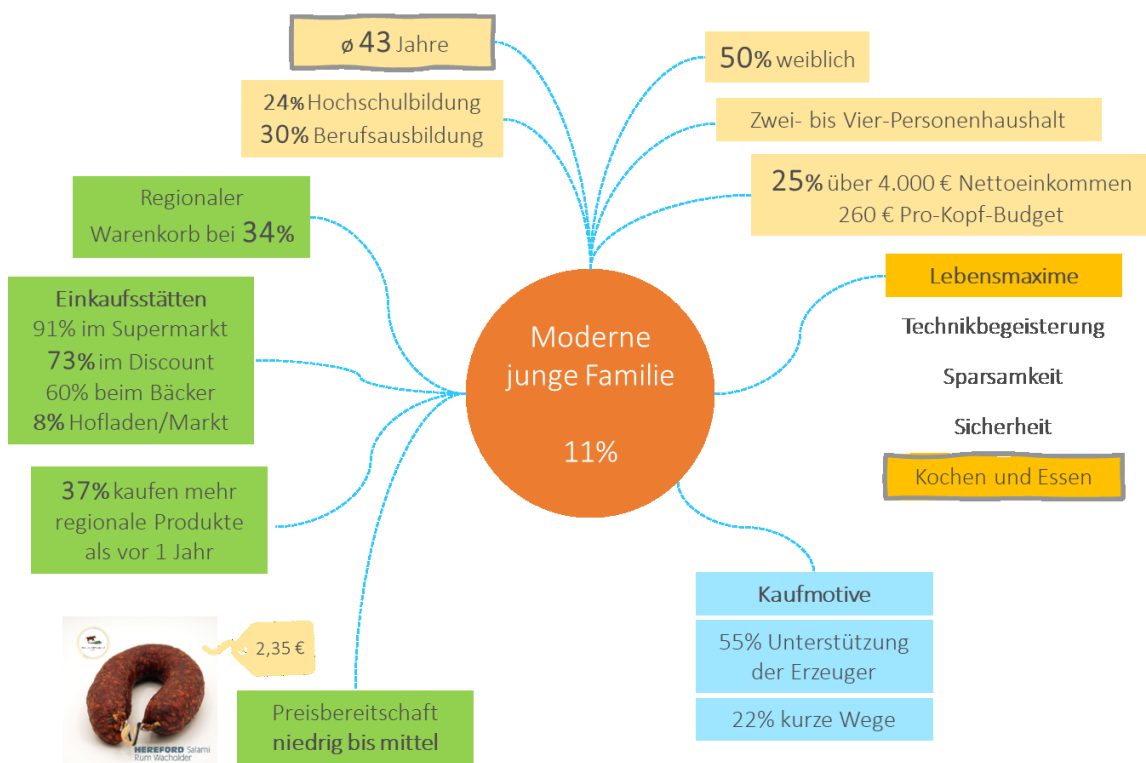 ø 43 Jahre
50% weiblich
24% Hochschulbildung
30% Berufsausbildung
Zwei- bis Vier-Personenhaushalt
25% über 4.000 € Nettoeinkommen
260 € Pro-Kopf-Budget
Regionaler
Warenkorb bei 34%
Einkaufsstätten
91% im Supermarkt
73% im Discount
60% beim Bäcker
8% Hofladen/Markt
37% kaufen mehr
regionale Produkte
als vor 1 Jahr
Moderne
junge Familie
11%
Lebensmaxime
Technikbegeisterung
Sparsamkeit
Sicherheit
Kochen und Essen
Kaufmotive
55% Unterstützung
der Erzeuger
22% kurze Wege
2,35 €
HEREFORD Salami
Rum Wacholder
Preisbereitschaft
niedrig bis mittel